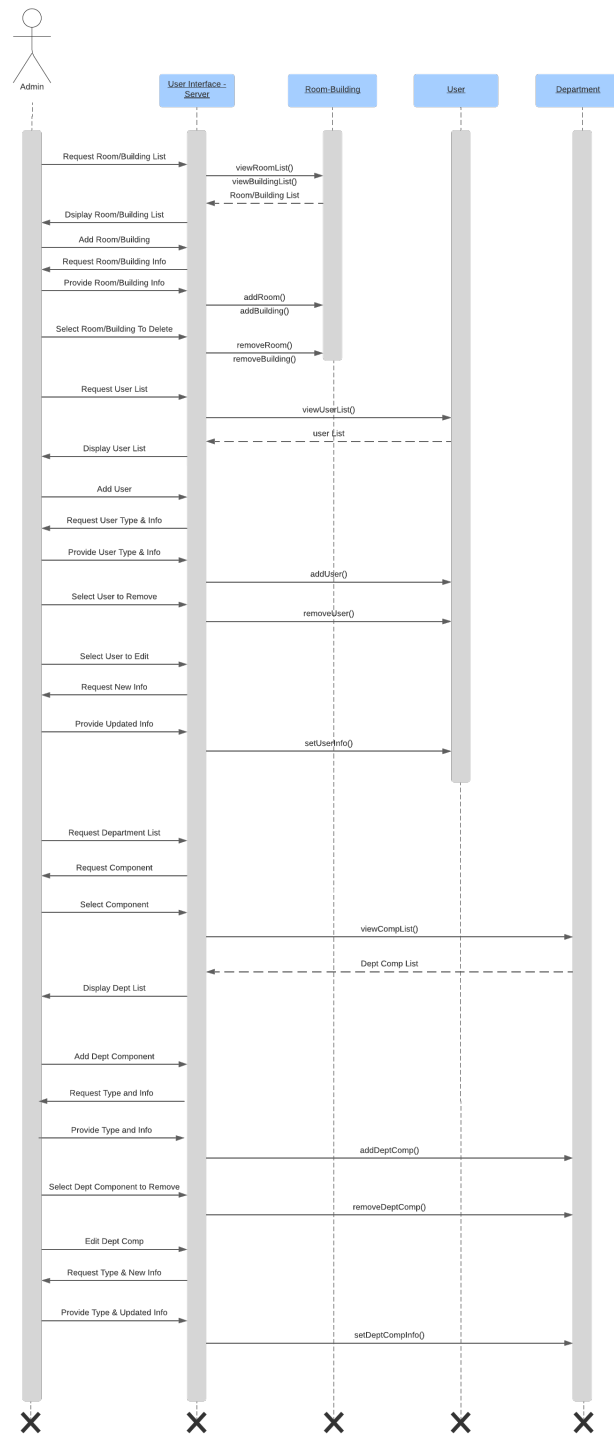 Admin
User Interface -
Server
Room-Building
User
Department
Request Room/Building List
viewRoomList()
viewBuildingList()
Room/Building List
Dsiplay Room/Building List
Add Room/Building
Request Room/Building Info
Provide Room/Building Info
addRoom()
addBuilding()
Select Room/Building To Delete
removeRoom()
removeBuilding()
Request User List
viewUserList()
user List
Display User List
Add User
Request User Type & Info
Provide User Type & Info
addUser()
Select User to Remove
removeUser()
Select User to Edit
Request New Info
Provide Updated Info
setUserInfo()
Request Department List
Request Component
Select Component
viewCompList()
Dept Comp List
Display Dept List
Add Dept Component
Request Type and Info
Provide Type and Info
addDeptComp()
Select Dept Component to Remove
removeDeptComp()
Edit Dept Comp
Request Type & New Info
Provide Type & Updated Info
setDeptCompInfo()